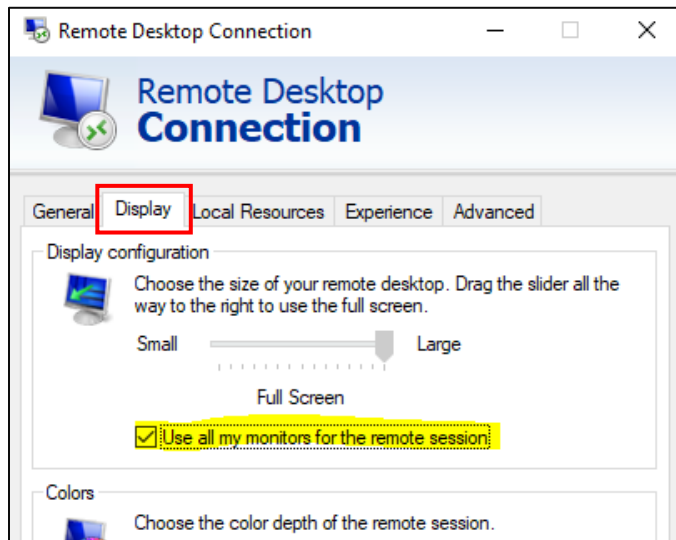 Remote Desktop Connection
Remote Desktop
Connection
General Display Local Resources Experience Advanced
Display configuration
Choose the size of your remote desktop. Drag the slider all the
way to the right to use the full screen.
Small Large
Full Screen
Use all my monitors for the remote session
Colors
Choose the color depth of the remote session.